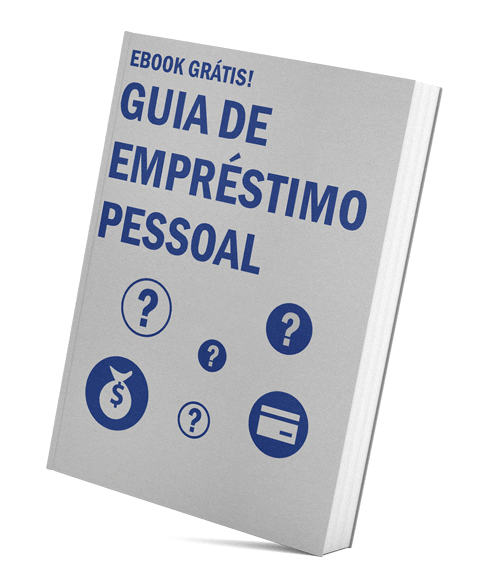 EBOOK GRÁTIS!
GUIA DE
EMPRÉSTIMO
PESSOAL
?
?
?
$
?